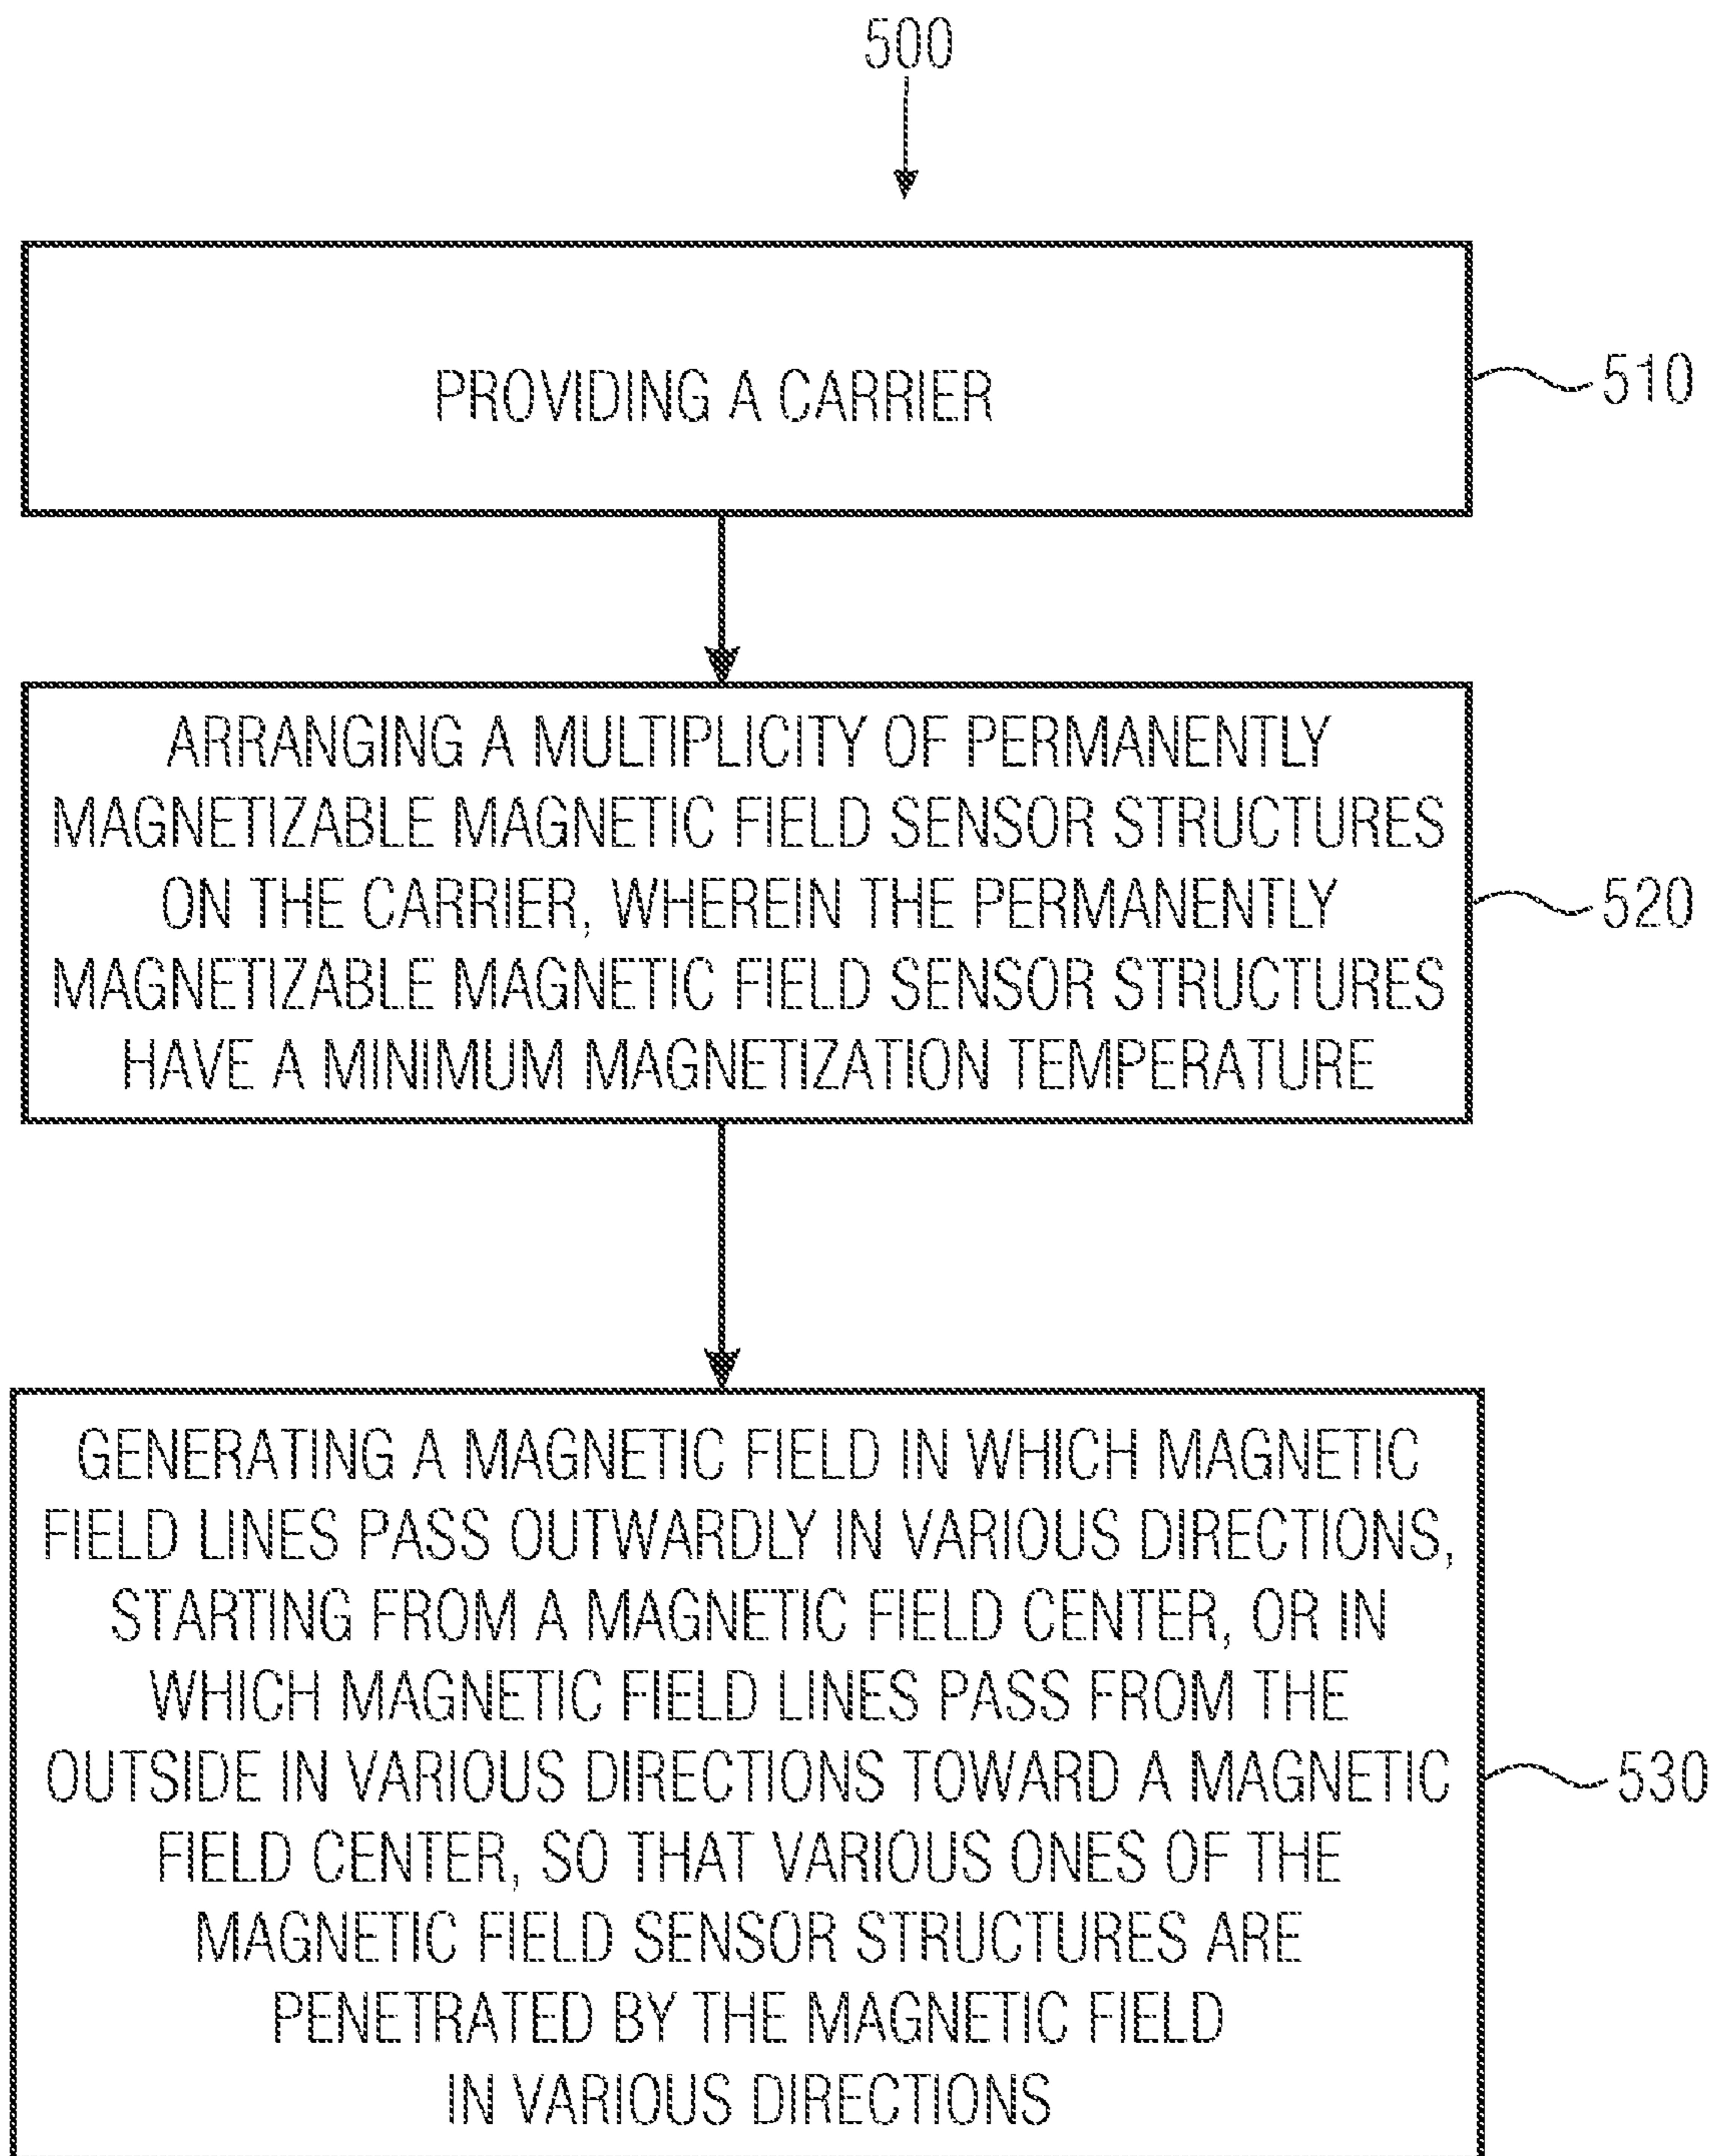 500
PROVIDING A CARRIER
510
ARRANGING A MULTIPLICITY OF PERMANENTLY
MAGNETIZABLE MAGNETIC FIELD SENSOR STRUCTURES
ON THE CARRIER, WHEREIN THE PERMANENTLY
MAGNETIZABLE MAGNETIC FIELD SENSOR STRUCTURES
HAVE A MINIMUM MAGNETIZATION TEMPERATURE
520
GENERATING A MAGNETIC FIELD IN WHICH MAGNETIC
FIELD LINES PASS OUTWARDLY IN VARIOUS DIRECTIONS,
STARTING FROM A MAGNETIC FIELD CENTER, OR IN
WHICH MAGNETIC FIELD LINES PASS FROM THE
OUTSIDE IN VARIOUS DIRECTIONS TOWARD A MAGNETIC
FIELD CENTER, SO THAT VARIOUS ONES OF THE
MAGNETIC FIELD SENSOR STRUCTURES ARE
PENETRATED BY THE MAGNETIC FIELD
IN VARIOUS DIRECTIONS
530